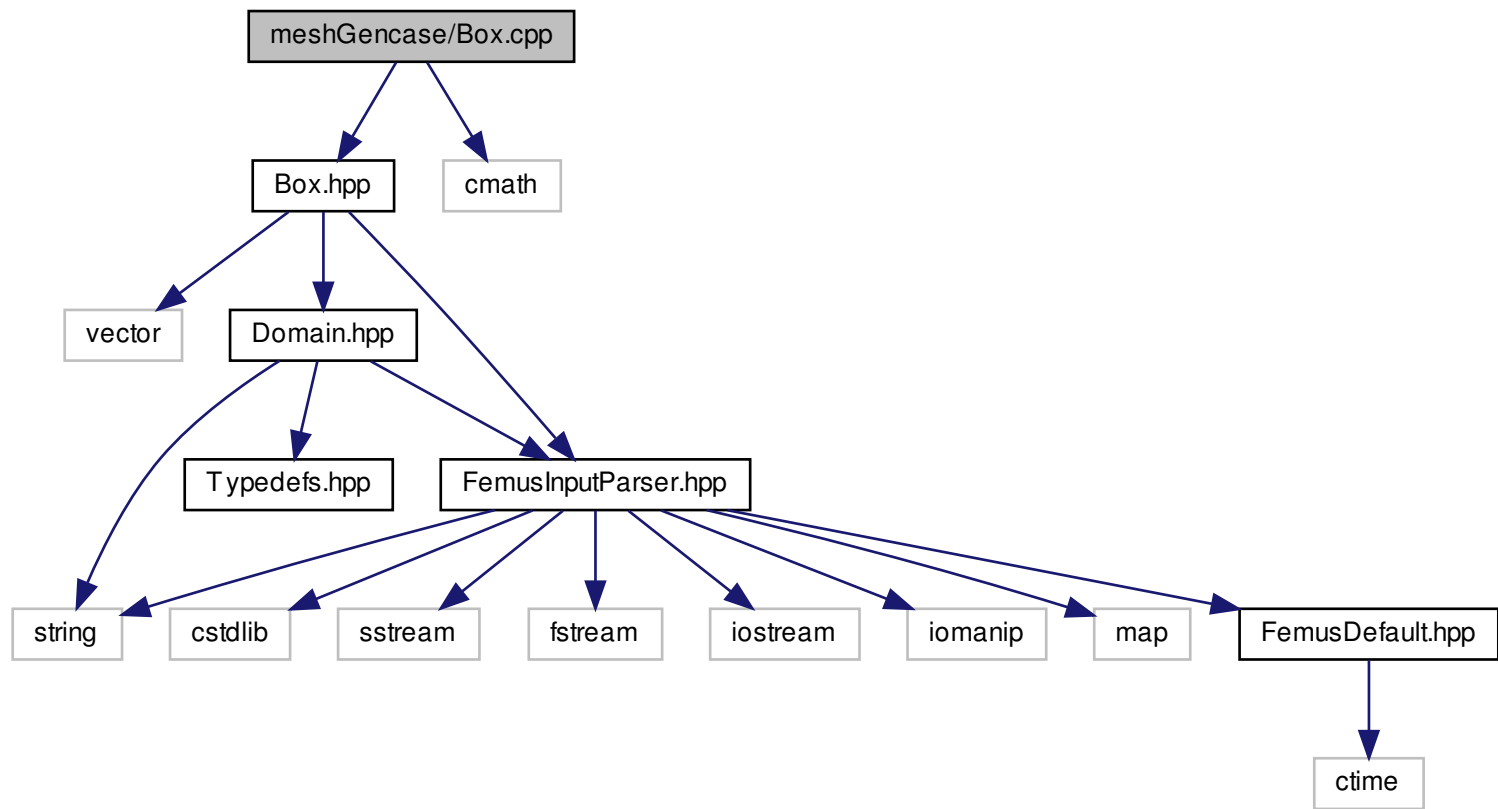 meshGencase/Box.cpp
Box.hpp
cmath
vector
Domain.hpp
Typedefs.hpp
FemusInputParser.hpp
string
cstdlib
sstream
fstream
iostream
iomanip
map
FemusDefault.hpp
ctime